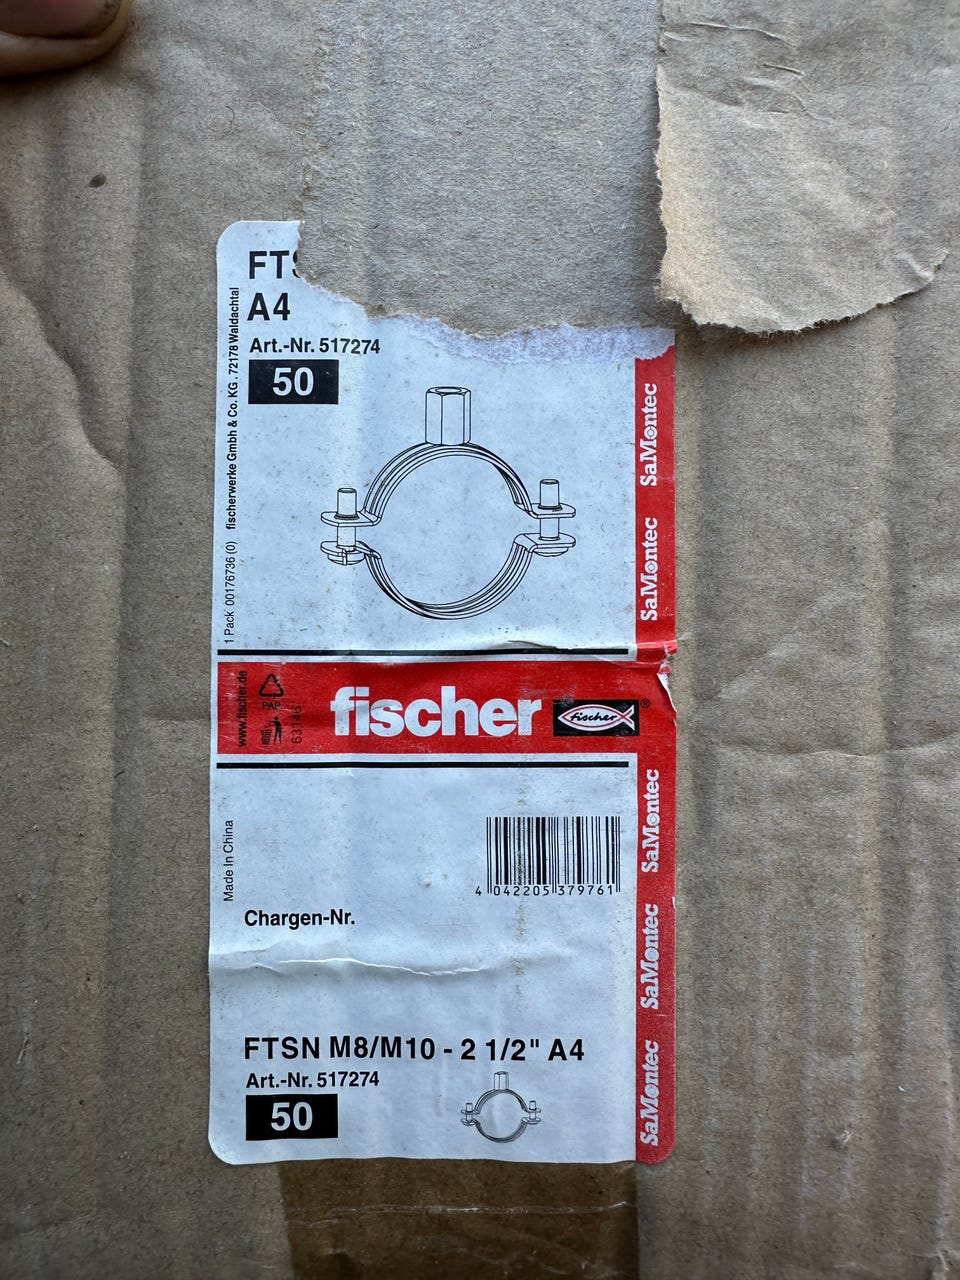 FTS
A4
Art.-Nr. 517274
50
1 Pack 00176736 (0) fischerwerke Gmbh & Co. KG . 72178 Waldachtal
SaMontec
SaMontec
www.fischer.de
PAP
63145
fischer
fischer
®
Made In China
4 042205 379761
Chargen-Nr.
SaMontec
SaMontec
SaMontec
FTSN M8/M10 - 2 1/2" A4
Art.-Nr. 517274
50